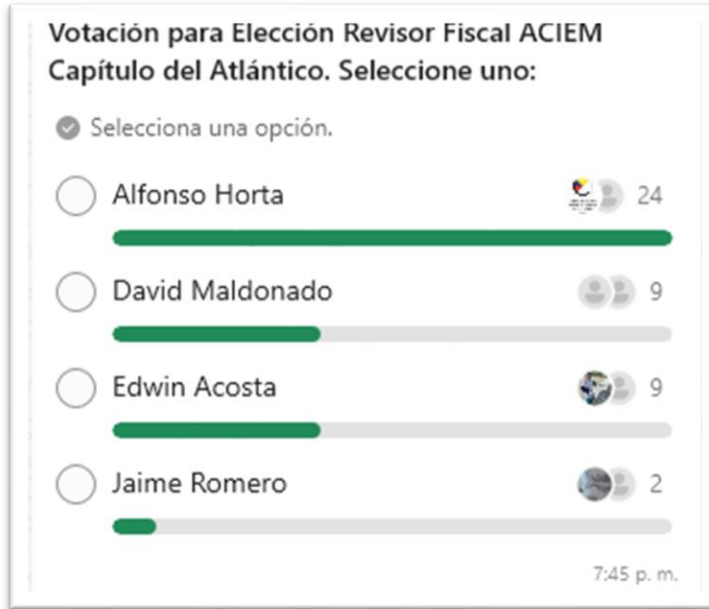 Votación para Elección Revisor Fiscal ACIEM
Capítulo del Atlántico. Seleccione uno:
Selecciona una opción.
Alfonso Horta 24
David Maldonado 9
Edwin Acosta 9
Jaime Romero 2
7:45 p. m.